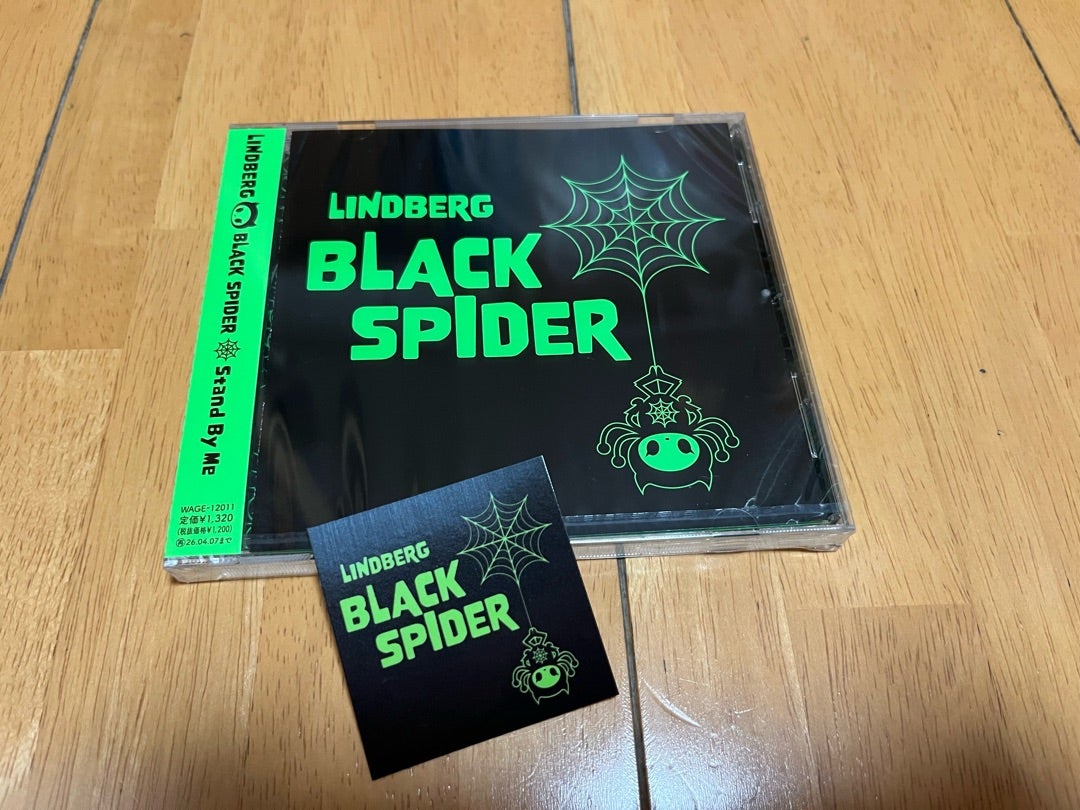 LINDBERG BLACK SPIDER Stand By Me
WAGE-12011
定価¥1,320
(税抜価格¥1,200)
再26.04.07まで
LINDBERG
BLACK
SPIDER
LINDBERG
BLACK
SPIDER